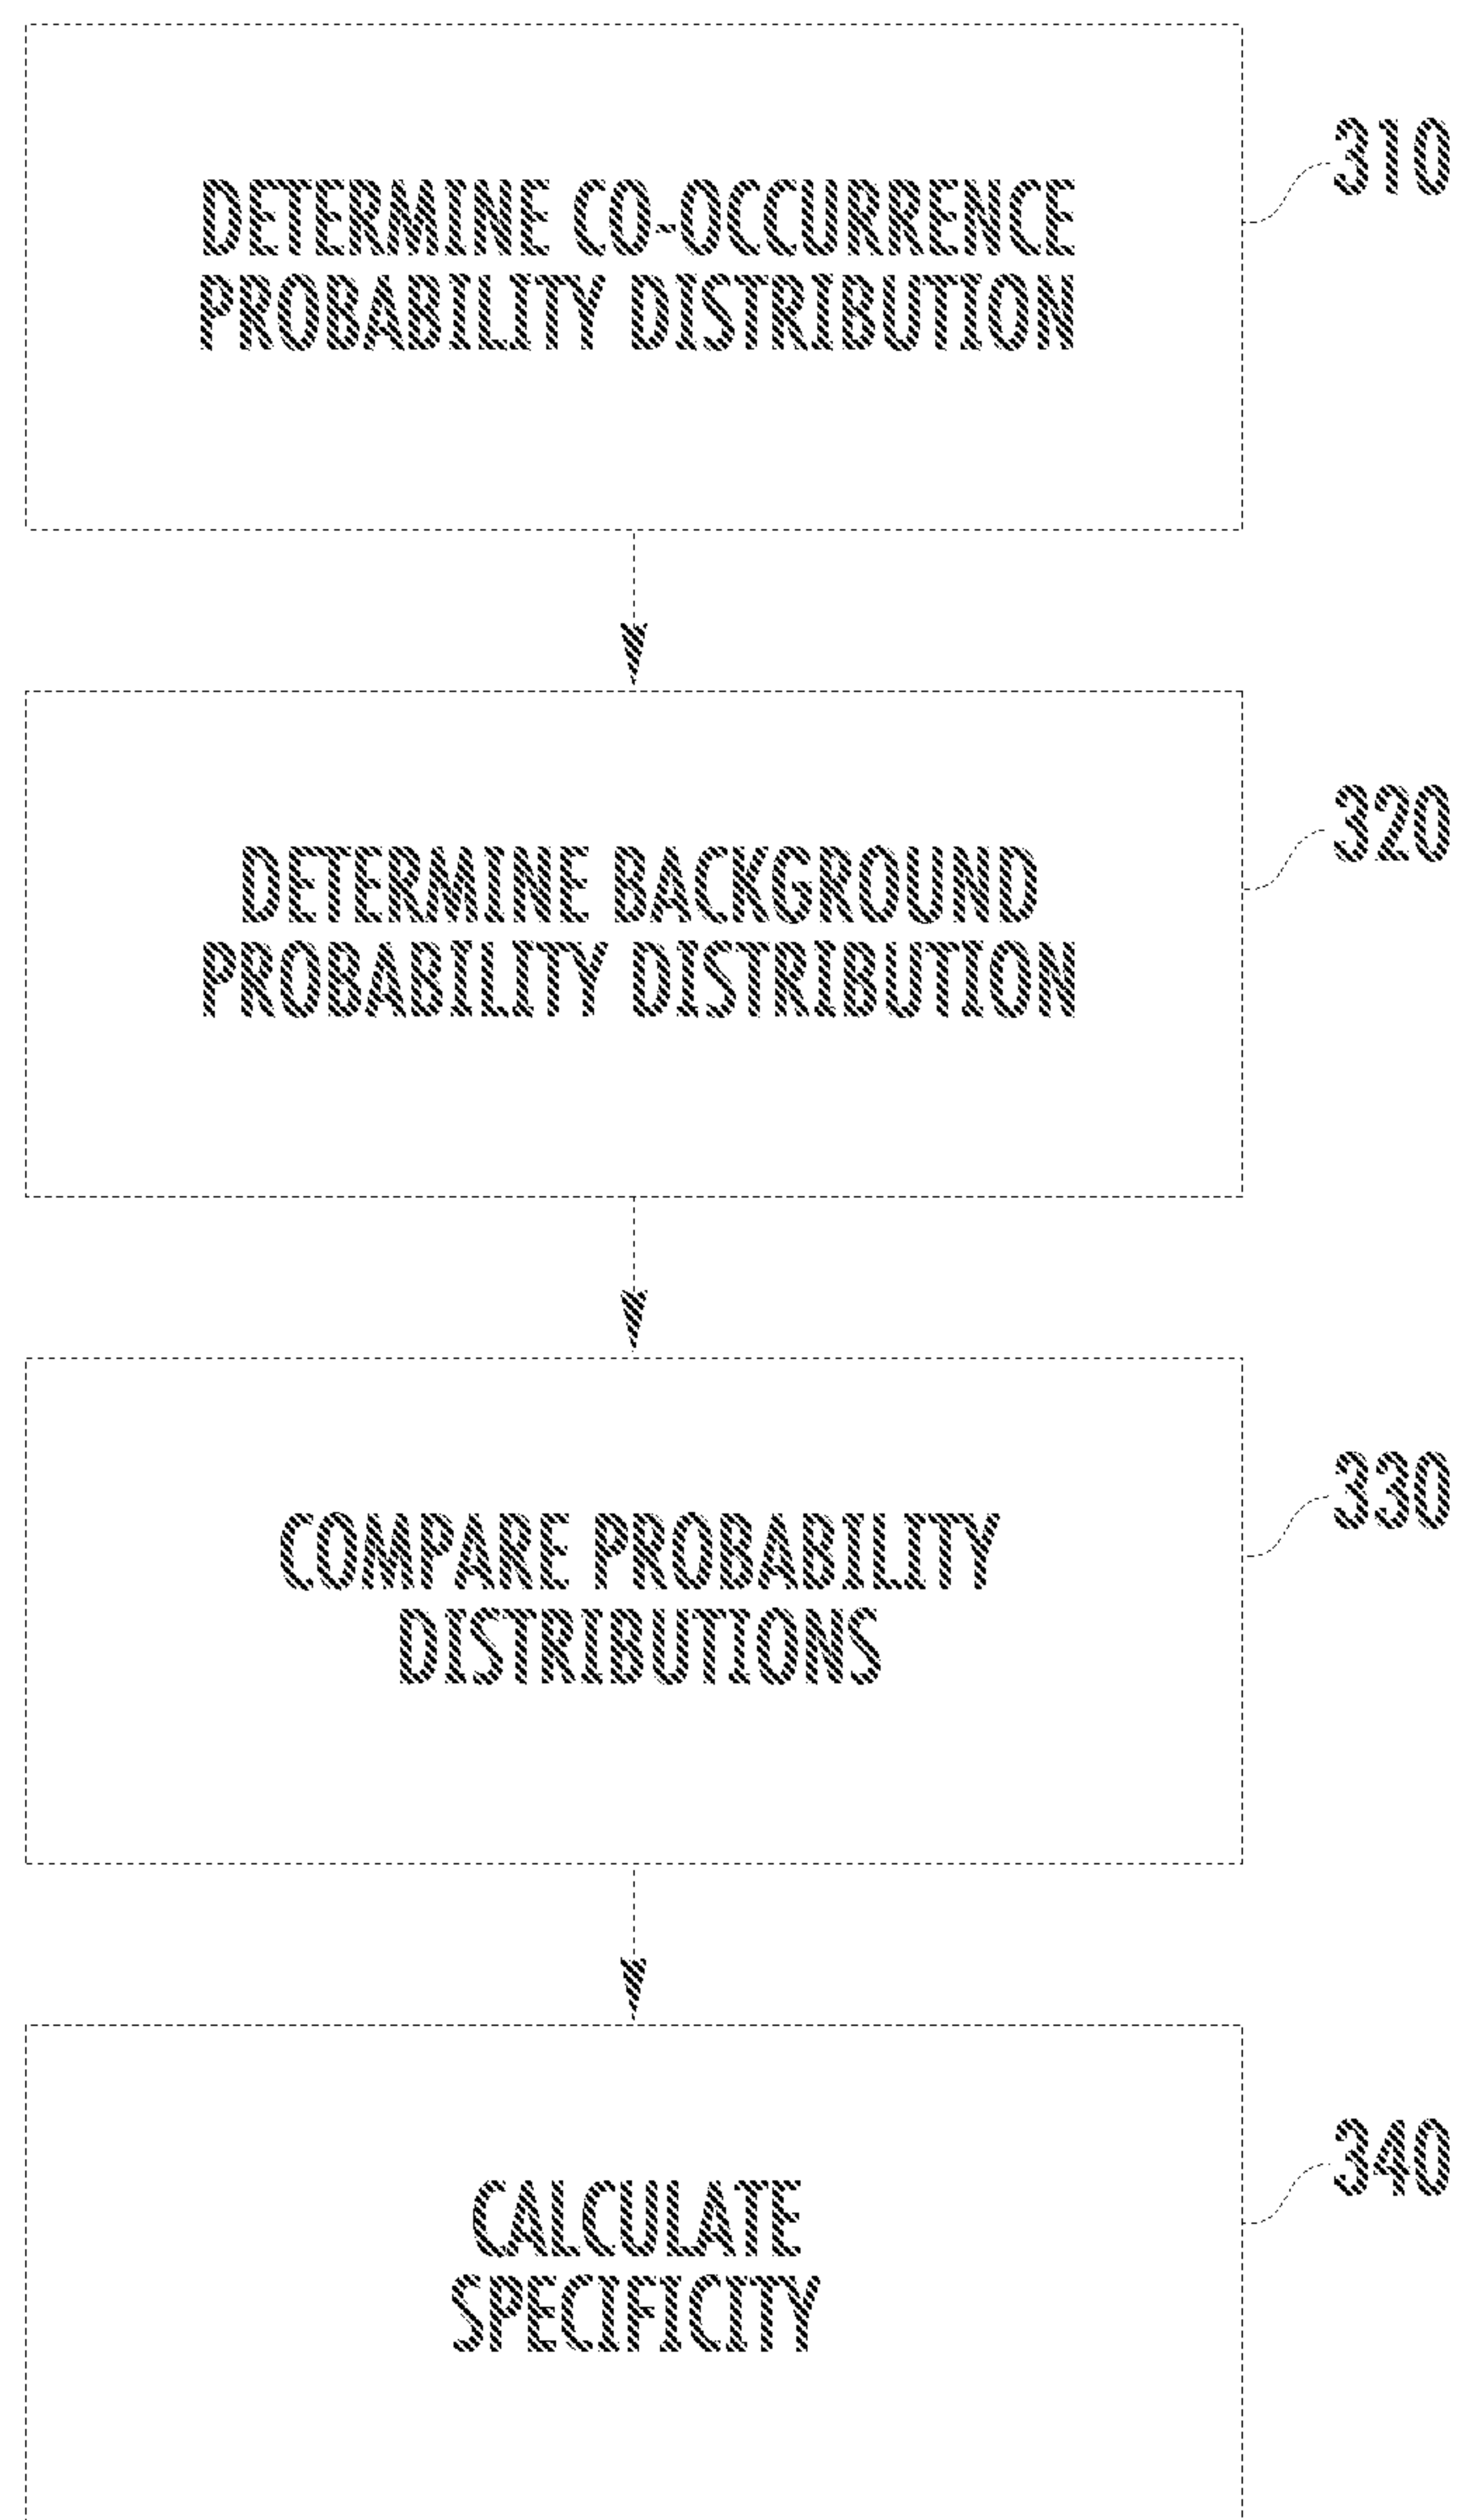 310
DETERMINE CO-OCCURRENCE
PROBABILITY DISTRIBUTION
320
DETERMINE BACKGROUND
PROBABILITY DISTRIBUTION
330
COMPARE PROBABILITY
DISTRIBUTIONS
340
CALCULATE
SPECIFICITY